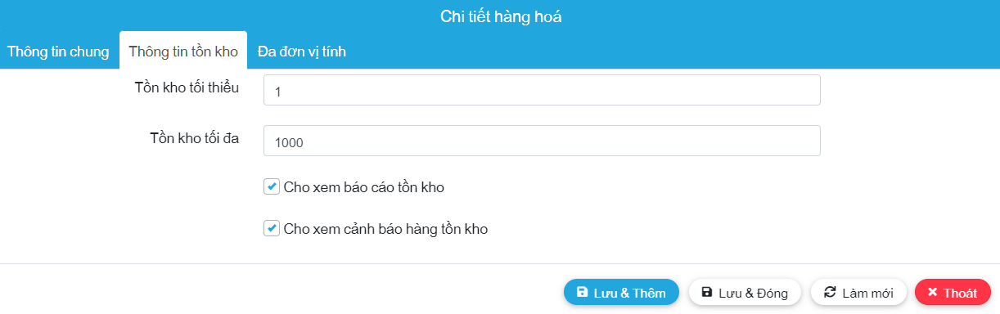 Chi tiết hàng hoá
Thông tin chung Thông tin tồn kho Đa đơn vị tính
Tồn kho tối thiểu 1
Tồn kho tối đa 1000
Cho xem báo cáo tồn kho
Cho xem cảnh báo hàng tồn kho
Lưu & Thêm Lưu & Đóng Làm mới Thoát